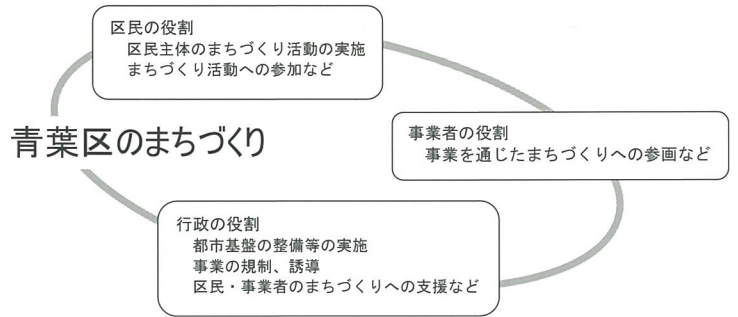 区民の役割
区民主体のまちづくり活動の実施
まちづくり活動への参加など
青葉区のまちづくり
事業者の役割
事業を通じたまちづくりへの参画など
行政の役割
都市基盤の整備等の実施
事業の規制、誘導
区民・事業者のまちづくりへの支援など